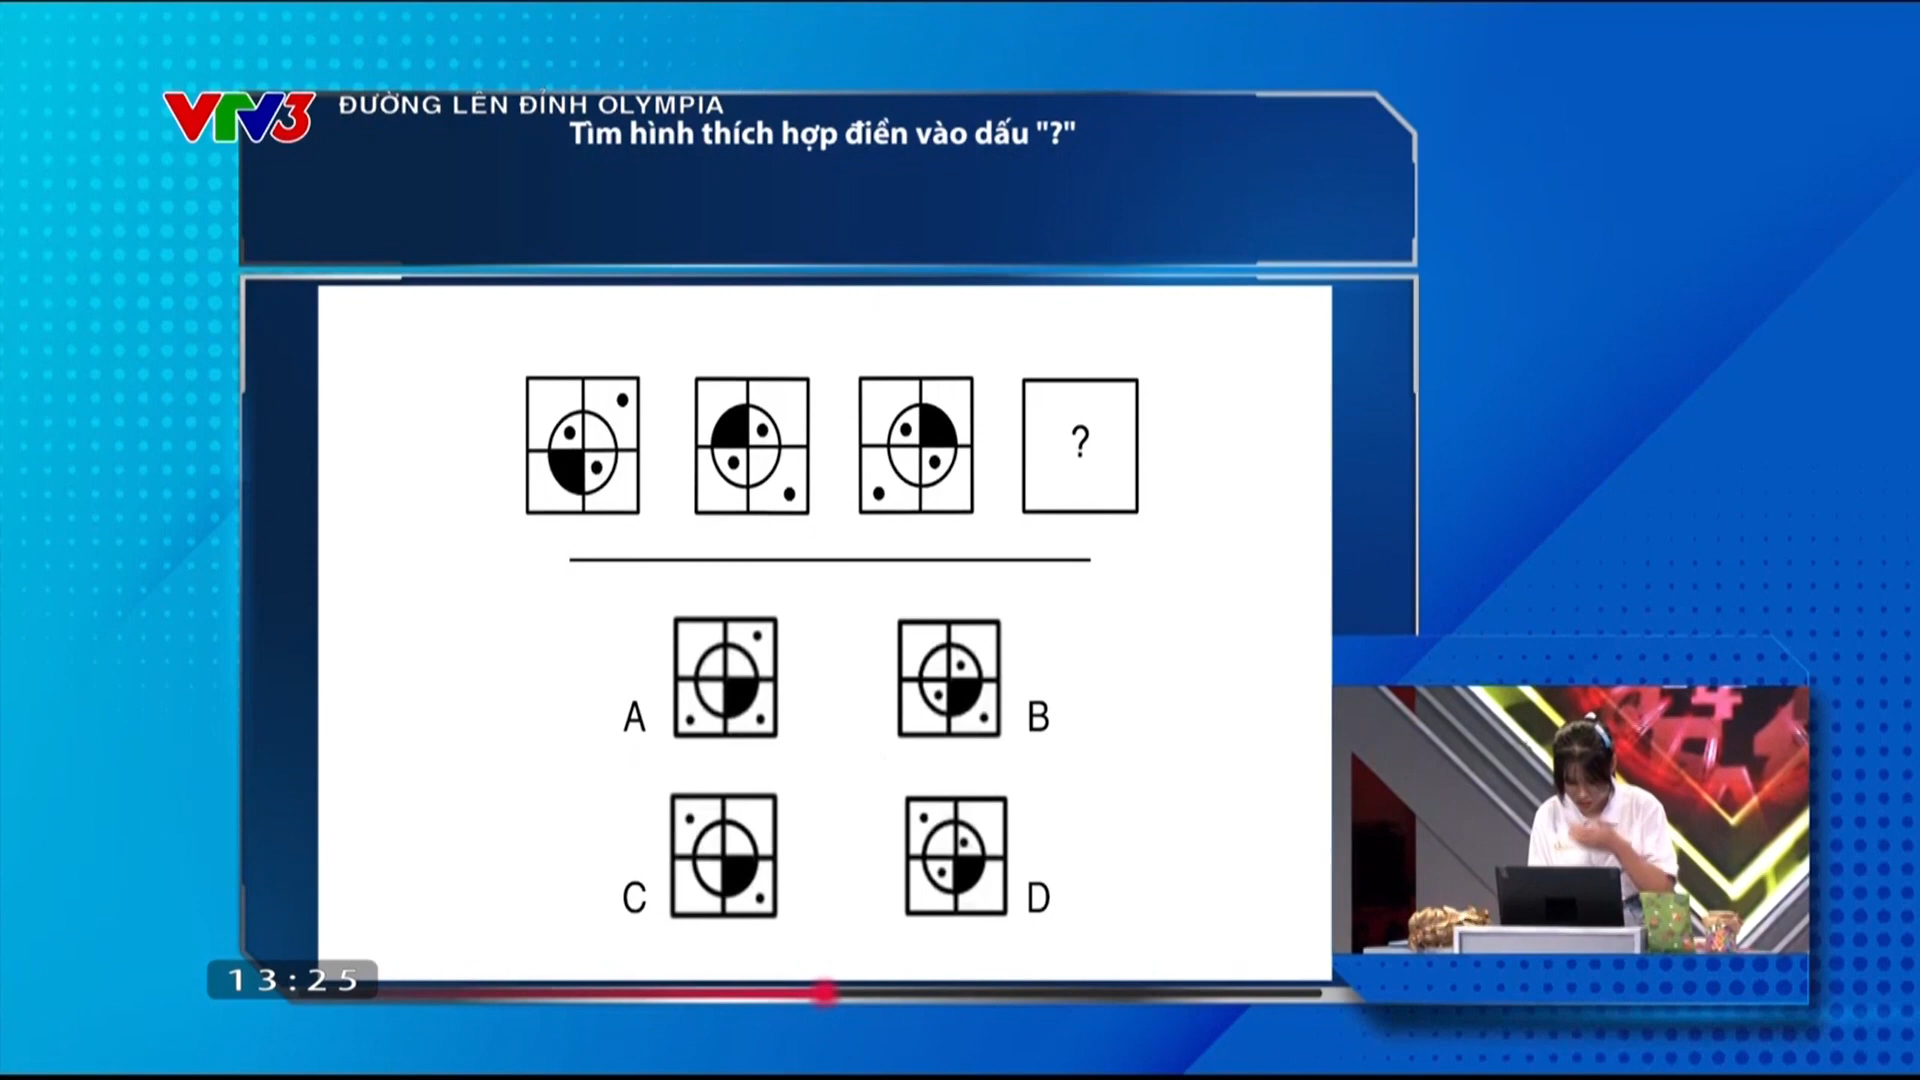 VTV3 ĐƯỜNG LÊN ĐỈNH OLYMPIA
Tìm hình thích hợp điền vào dấu "?"
?
A
B
C
D
13:25